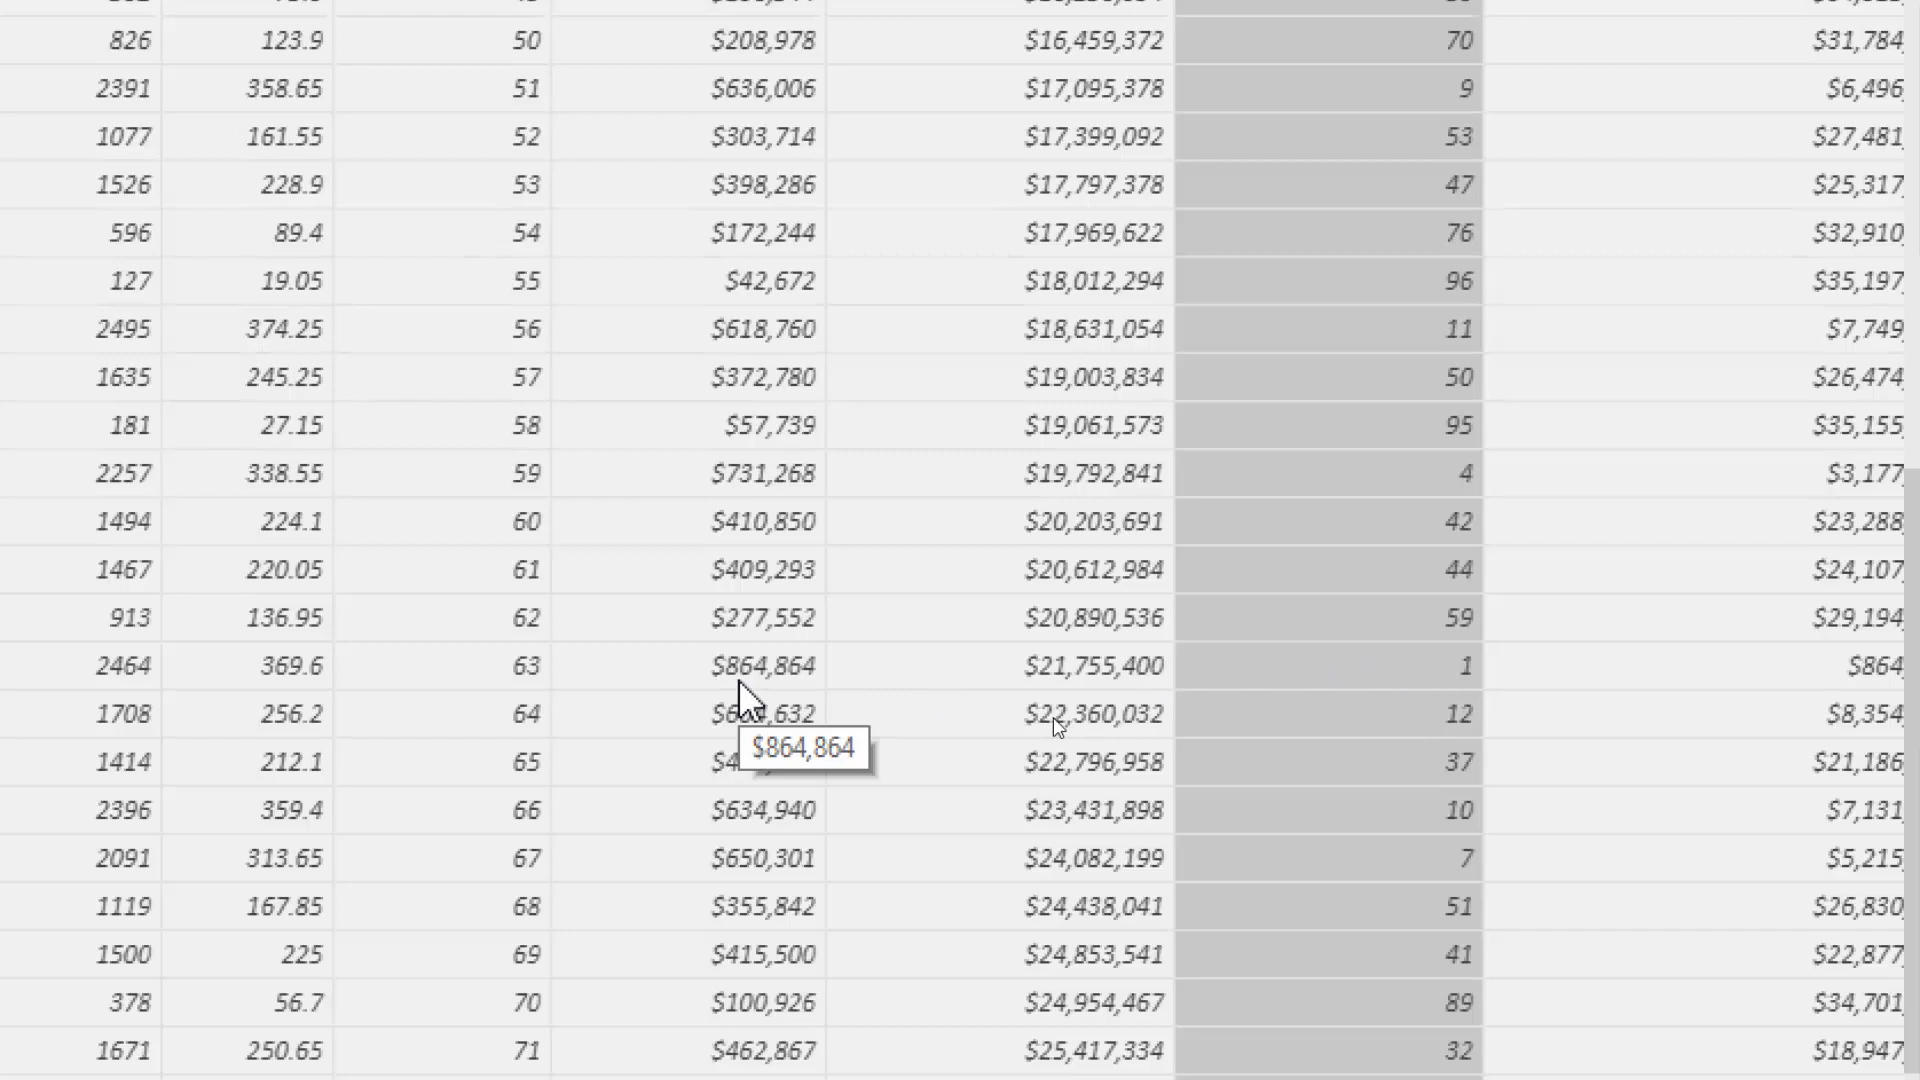 826 123.9 50 $208,978 $16,459,372 70 $31,784,
2391 358.65 51 $636,006 $17,095,378 9 $6,496,
1077 161.55 52 $303,714 $17,399,092 53 $27,481,
1526 228.9 53 $398,286 $17,797,378 47 $25,317,
596 89.4 54 $172,244 $17,969,622 76 $32,910,
127 19.05 55 $42,672 $18,012,294 96 $35,197,
2495 374.25 56 $618,760 $18,631,054 11 $7,749,
1635 245.25 57 $372,780 $19,003,834 50 $26,474,
181 27.15 58 $57,739 $19,061,573 95 $35,155,
2257 338.55 59 $731,268 $19,792,841 4 $3,177,
1494 224.1 60 $410,850 $20,203,691 42 $23,288,
1467 220.05 61 $409,293 $20,612,984 44 $24,107,
913 136.95 62 $277,552 $20,890,536 59 $29,194,
2464 369.6 63 $864,864 $21,755,400 1 $864,
1708 256.2 64 $22,360,032 12 $8,354,
$864,864
1414 212.1 65 $22,796,958 37 $21,186,
2396 359.4 66 $634,940 $23,431,898 10 $7,131,
2091 313.65 67 $650,301 $24,082,199 7 $5,215,
1119 167.85 68 $355,842 $24,438,041 51 $26,830,
1500 225 69 $415,500 $24,853,541 41 $22,877,
378 56.7 70 $100,926 $24,954,467 89 $34,701,
1671 250.65 71 $462,867 $25,417,334 32 $18,947,